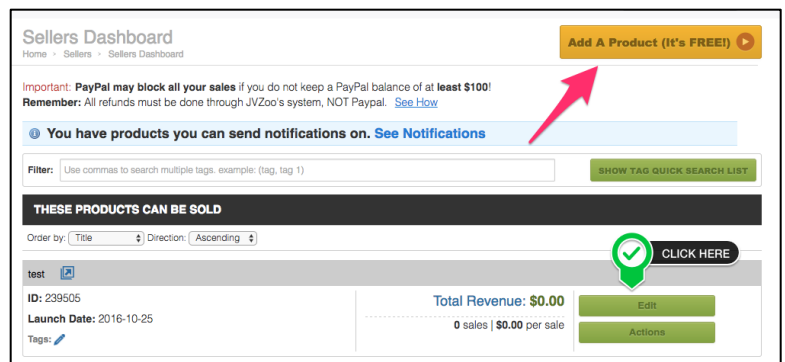 Sellers Dashboard
Home > Sellers > Sellers Dashboard
Add A Product (It's FREE!)
Important: PayPal may block all your sales if you do not keep a PayPal balance of at least $100!
Remember: All refunds must be done through JVZoo's system, NOT Paypal. See How
You have products you can send notifications on. See Notifications
Filter: Use commas to search multiple tags. example: (tag, tag 1)
SHOW TAG QUICK SEARCH LIST
THESE PRODUCTS CAN BE SOLD
Order by: Title Direction: Ascending
CLICK HERE
test
ID: 239505
Total Revenue: $0.00
Edit
Launch Date: 2016-10-25
0 sales | $0.00 per sale
Actions
Tags: